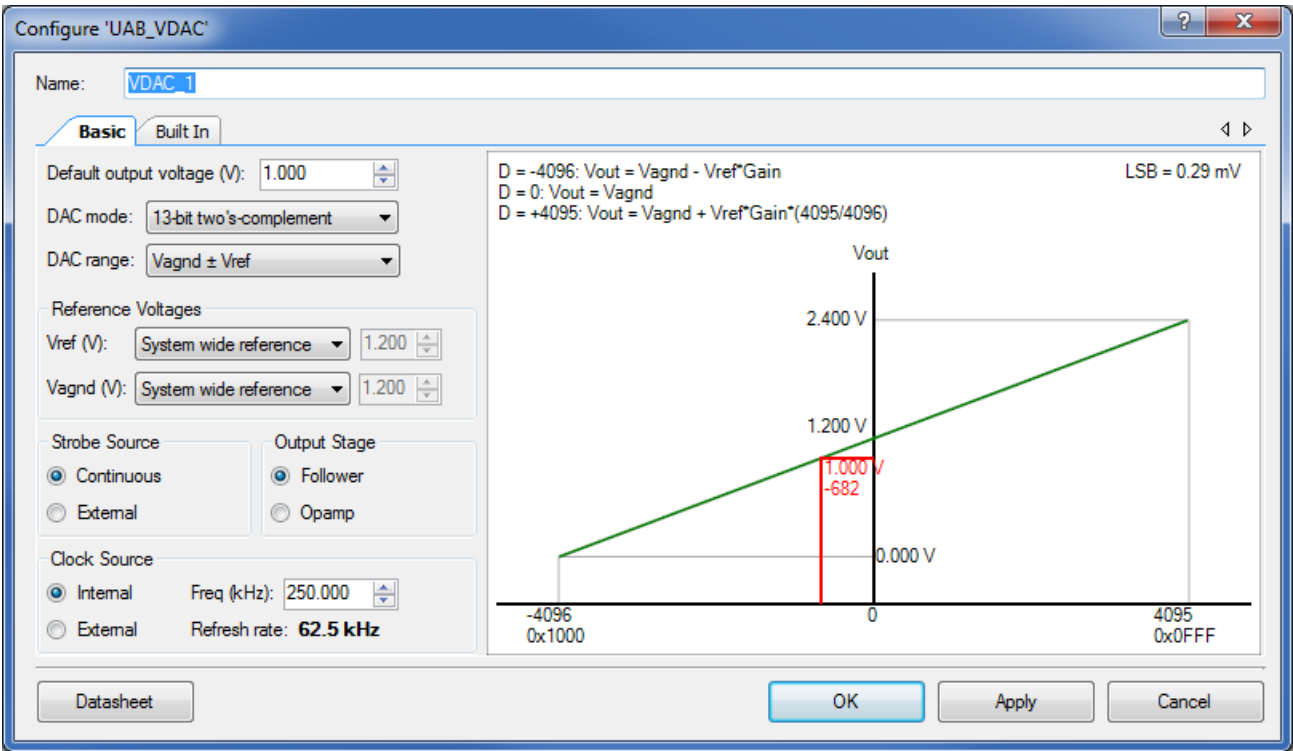 Configure 'UAB_VDAC'
Name: VDAC_1
Basic Built In
Default output voltage (V): 1.000
DAC mode: 13-bit two's-complement
DAC range: Vagnd ± Vref
Reference Voltages
Vref (V): System wide reference 1.200
Vagnd (V): System wide reference 1.200
Strobe Source
Continuous
External
Output Stage
Follower
Opamp
Clock Source
Internal Freq (kHz): 250.000
External Refresh rate: 62.5 kHz
D = -4096: Vout = Vagnd - Vref*Gain
D = 0: Vout = Vagnd
D = +4095: Vout = Vagnd + Vref*Gain*(4095/4096)
LSB = 0.29 mV
Vout
2.400 V
1.200 V
1.000 V
-682
0.000 V
-4096 0 4095
0x1000 0x0FFF
Datasheet OK Apply Cancel